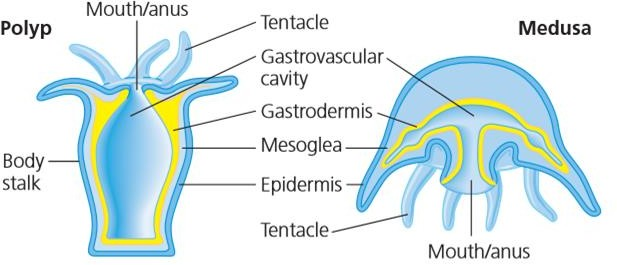 Mouth/anus
Polyp
Tentacle
Medusa
Gastrovascular
cavity
Gastrodermis
Mesoglea
Body
stalk
Epidermis
Tentacle
Mouth/anus